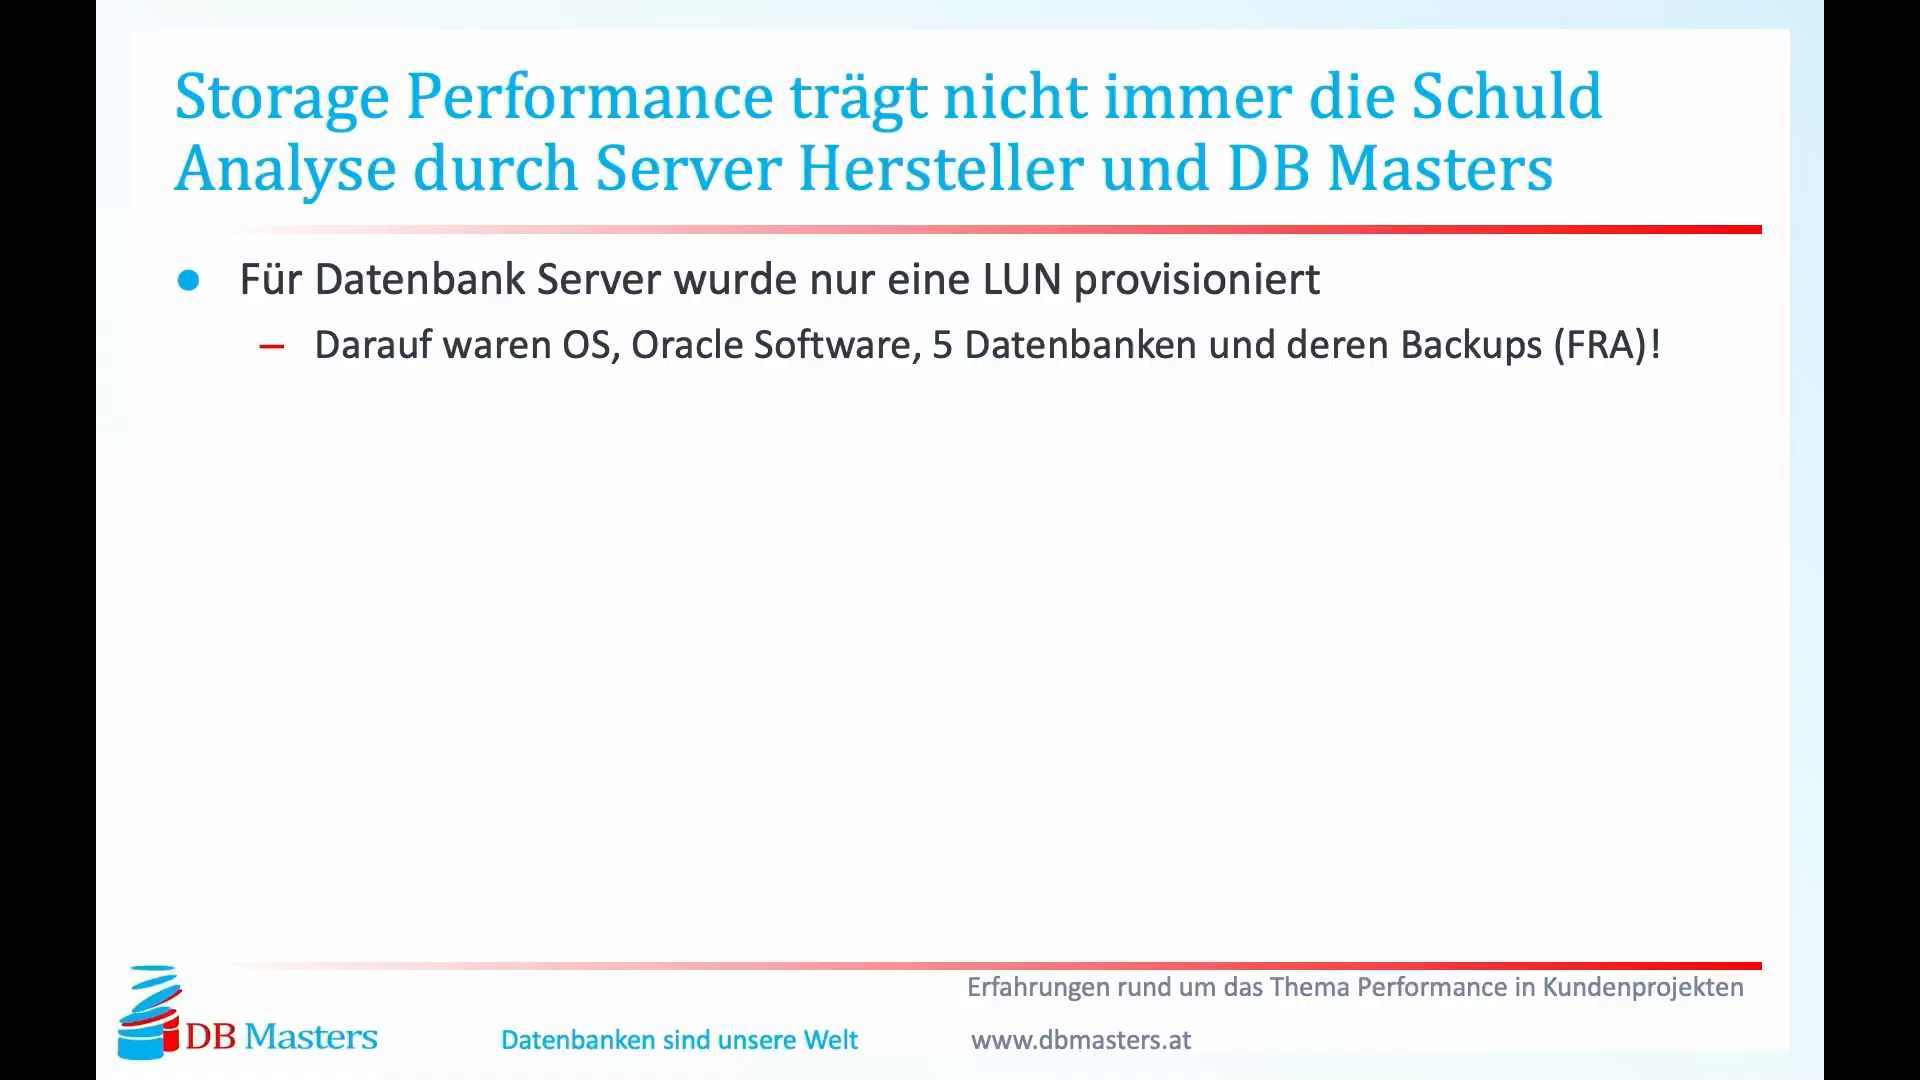 Storage Performance trägt nicht immer die Schuld
Analyse durch Server Hersteller und DB Masters
● Für Datenbank Server wurde nur eine LUN provisioniert
– Darauf waren OS, Oracle Software, 5 Datenbanken und deren Backups (FRA)!
Erfahrungen rund um das Thema Performance in Kundenprojekten
DB Masters
Datenbanken sind unsere Welt
www.dbmasters.at